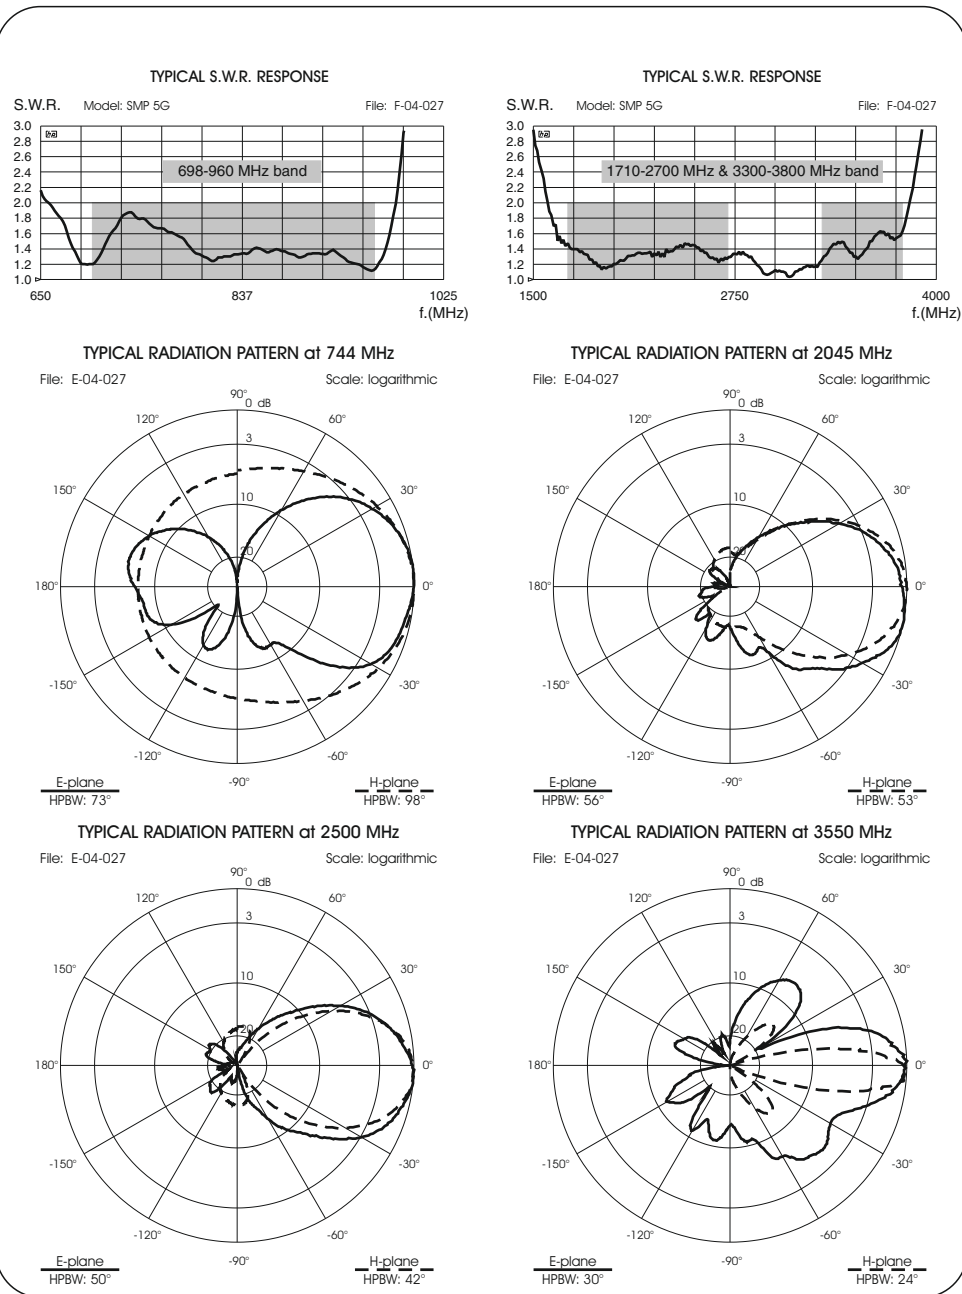 TYPICAL S.W.R. RESPONSE
S.W.R. Model: SMP 5G File: F-04-027
3.0
2.8
2.6
2.4
2.2
2.0
1.8
1.6
1.4
1.2
1.0
698-960 MHz band
650 837 1025
f.(MHz)
TYPICAL S.W.R. RESPONSE
S.W.R. Model: SMP 5G File: F-04-027
3.0
2.8
2.6
2.4
2.2
2.0
1.8
1.6
1.4
1.2
1.0
1710-2700 MHz & 3300-3800 MHz band
1500 2750 4000
f.(MHz)
TYPICAL RADIATION PATTERN at 744 MHz
File: E-04-027 Scale: logarithmic
90°
0 dB
120° 60°
3
150° 30°
10
20
180° 0°
-150° -30°
-120° -60°
-90°
E-plane H-plane
HPBW: 73° HPBW: 98°
TYPICAL RADIATION PATTERN at 2045 MHz
File: E-04-027 Scale: logarithmic
90°
0 dB
120° 60°
3
150° 30°
10
20
180° 0°
-150° -30°
-120° -60°
-90°
E-plane H-plane
HPBW: 56° HPBW: 53°
TYPICAL RADIATION PATTERN at 2500 MHz
File: E-04-027 Scale: logarithmic
90°
0 dB
120° 60°
3
150° 30°
10
20
180° 0°
-150° -30°
-120° -60°
-90°
E-plane H-plane
HPBW: 50° HPBW: 42°
TYPICAL RADIATION PATTERN at 3550 MHz
File: E-04-027 Scale: logarithmic
90°
0 dB
120° 60°
3
150° 30°
10
20
180° 0°
-150° -30°
-120° -60°
-90°
E-plane H-plane
HPBW: 30° HPBW: 24°